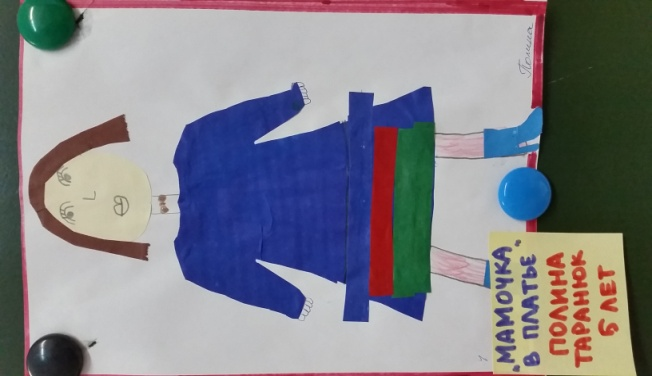 Полина
"МАМОЧКА
В ПЛАТЬЕ"
ПОЛИНА
ТАРАНЮК
5 ЛЕТ